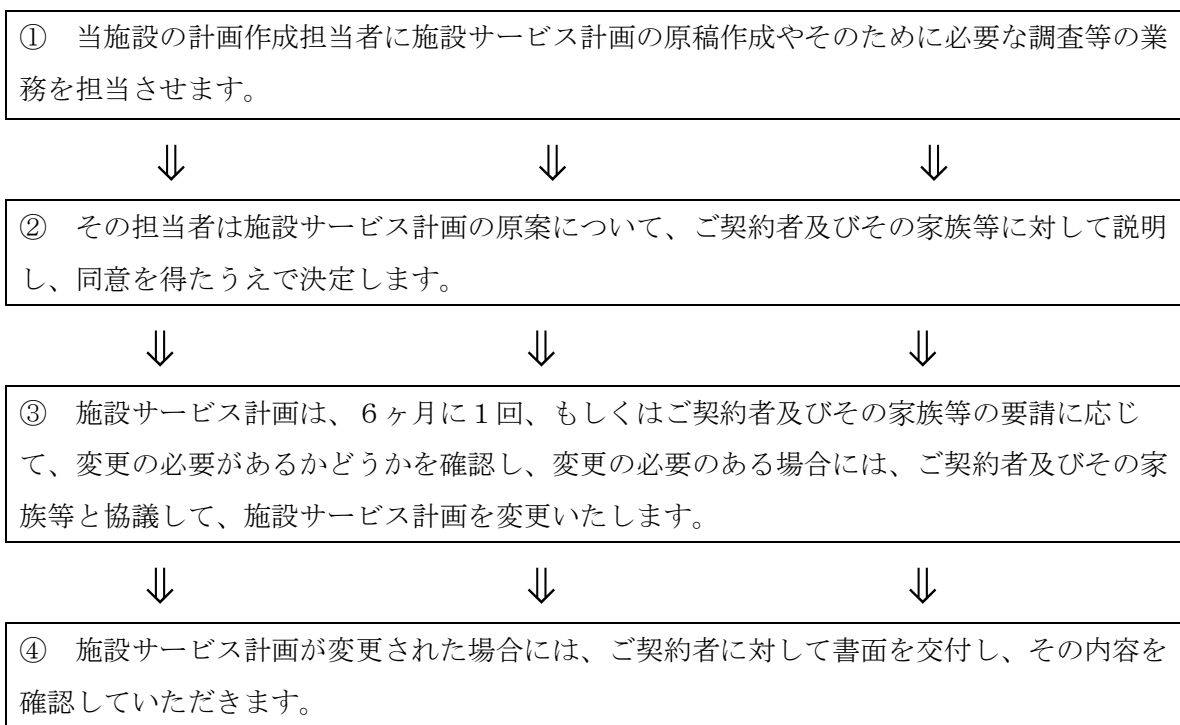 ① 当施設の計画作成担当者に施設サービス計画の原稿作成やそのために必要な調査等の業
務を担当させます。
⇓ ⇓ ⇓
② その担当者は施設サービス計画の原案について、ご契約者及びその家族等に対して説明
し、同意を得たうえで決定します。
⇓ ⇓ ⇓
③ 施設サービス計画は、６ヶ月に１回、もしくはご契約者及びその家族等の要請に応じ
て、変更の必要があるかどうかを確認し、変更の必要のある場合には、ご契約者及びその家
族等と協議して、施設サービス計画を変更いたします。
⇓ ⇓ ⇓
④ 施設サービス計画が変更された場合には、ご契約者に対して書面を交付し、その内容を
確認していただきます。